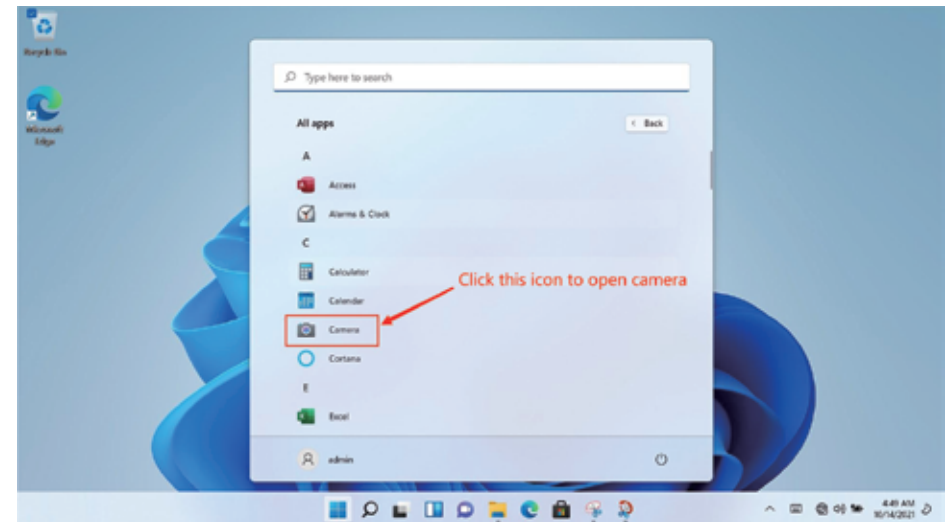 Recycle Bin
Microsoft
Edge
Type here to search
All apps
< Back
A
Access
Alarms & Clock
C
Calculator
Calendar
Click this icon to open camera
Camera
Cortana
E
Excel
admin
4:49 AM
10/14/2021